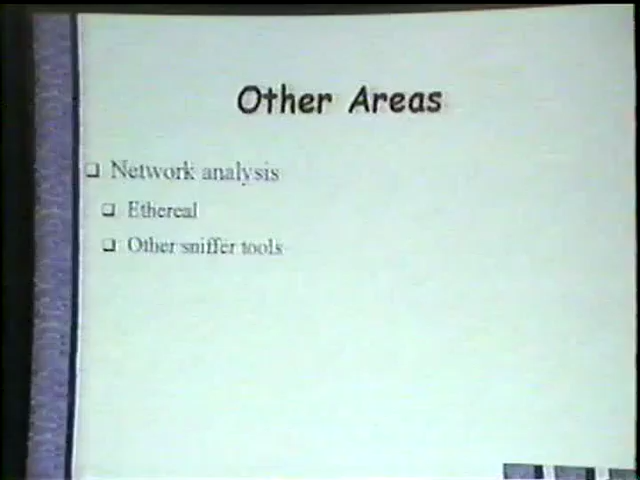 Other Areas
Network analysis
Ethereal
Other sniffer tools